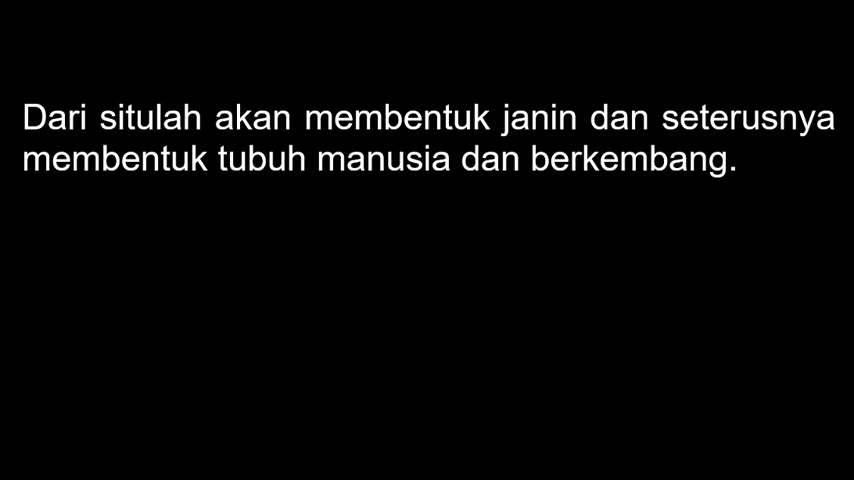 Dari situlah akan membentuk janin dan seterusnya
membentuk tubuh manusia dan berkembang.